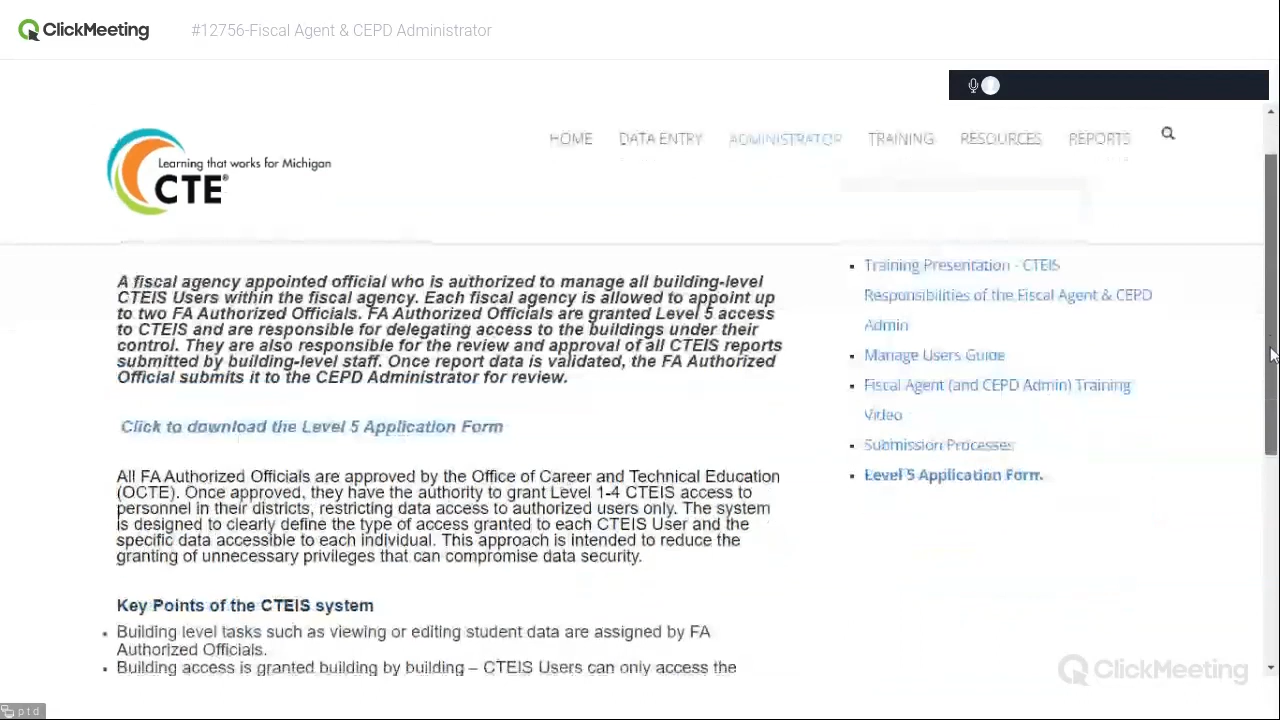 ClickMeeting #12756-Fiscal Agent & CEPD Administrator
HOME DATA ENTRY ADMINISTRATOR TRAINING RESOURCES REPORTS
Learning that works for Michigan
CTE®
A fiscal agency appointed official who is authorized to manage all building-level
CTEIS Users within the fiscal agency. Each fiscal agency is allowed to appoint up
to two FA Authorized Officials. FA Authorized Officials are granted Level 5 access
to CTEIS and are responsible for delegating access to the buildings under their
control. They are also responsible for the review and approval of all CTEIS reports
submitted by building-level staff. Once report data is validated, the FA Authorized
Official submits it to the CEPD Administrator for review.
Click to download the Level 5 Application Form
All FA Authorized Officials are approved by the Office of Career and Technical Education
(OCTE). Once approved, they have the authority to grant Level 1-4 CTEIS access to
personnel in their districts, restricting data access to authorized users only. The system
is designed to clearly define the type of access granted to each CTEIS User and the
specific data accessible to each individual. This approach is intended to reduce the
granting of unnecessary privileges that can compromise data security.
Key Points of the CTEIS system
Building level tasks such as viewing or editing student data are assigned by FA
Authorized Officials.
Building access is granted building by building – CTEIS Users can only access the
Training Presentation - CTEIS
Responsibilities of the Fiscal Agent & CEPD
Admin
Manage Users Guide
Fiscal Agent (and CEPD Admin) Training
Video
Submission Processes
Level 5 Application Form.
ClickMeeting
ptd